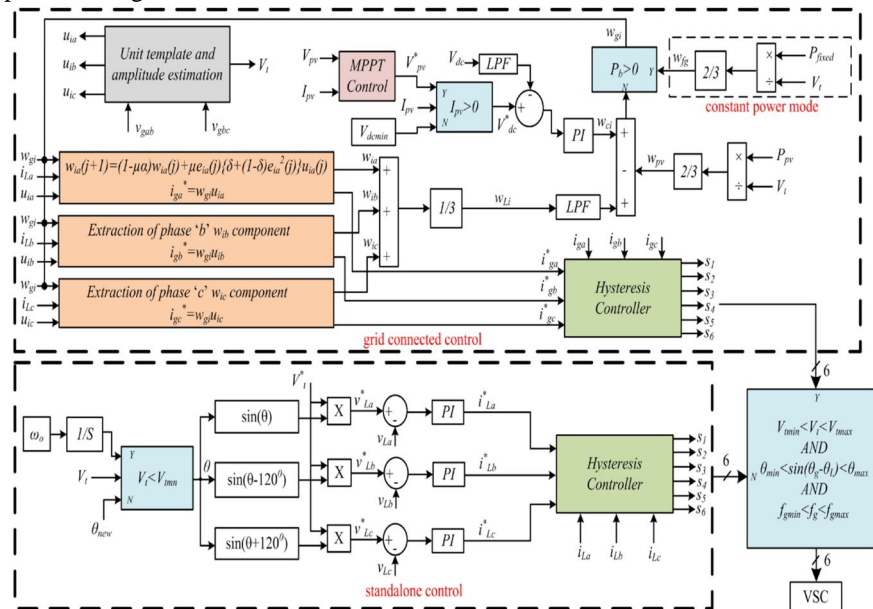 u_ia
u_ib
u_ic
Unit template and
amplitude estimation
V_t
v_gab
v_gbc
V_pv
I_pv
MPPT
Control
V*_pv
I_pv
V_dcmin
Y
I_pv>0
N
V_dc
LPF
-
+
V*_dc
PI
w_ci
w_gi
P_b>0
Y
N
w_fg
2/3
×
÷
P_fixed
V_t
constant power mode
+
-
+
w_pv
2/3
×
÷
P_pv
V_t
w_gi
i_La
u_ia
w_ia(j+1)=(1-μα)w_ia(j)+μe_ia(j){δ+(1-δ)e_ia²(j)}u_ia(j)
i_ga*=w_gi u_ia
w_gi
i_Lb
u_ib
Extraction of phase ‘b’ w_ib component
i_gb*=w_gi u_ib
w_gi
i_Lc
u_ic
Extraction of phase ‘c’ w_ic component
i_gc*=w_gi u_ic
w_ia
w_ib
w_ic
+
+
+
1/3
w_Li
LPF
i_ga
i_gb
i_gc
i*_ga
i*_gb
i*_gc
Hysteresis
Controller
s_1
s_2
s_3
s_4
s_5
s_6
grid connected control
6
ω_o
1/S
V_t
θ_new
Y
V_t<V_tmn
N
θ
sin(θ)
sin(θ-120⁰)
sin(θ+120⁰)
V*_t
X
X
X
v*_La
v*_Lb
v*_Lc
+
-
+
-
+
-
v_La
v_Lb
v_Lc
PI
PI
PI
i*_La
i*_Lb
i*_Lc
Hysteresis
Controller
i_La
i_Lb
i_Lc
s_1
s_2
s_3
s_4
s_5
s_6
standalone control
6
Y
V_tmin<V_t<V_tmax
AND
N
θ_min<sin(θ_g-θ_l)<θ_max
AND
f_gmin<f_g<f_gmax
6
VSC